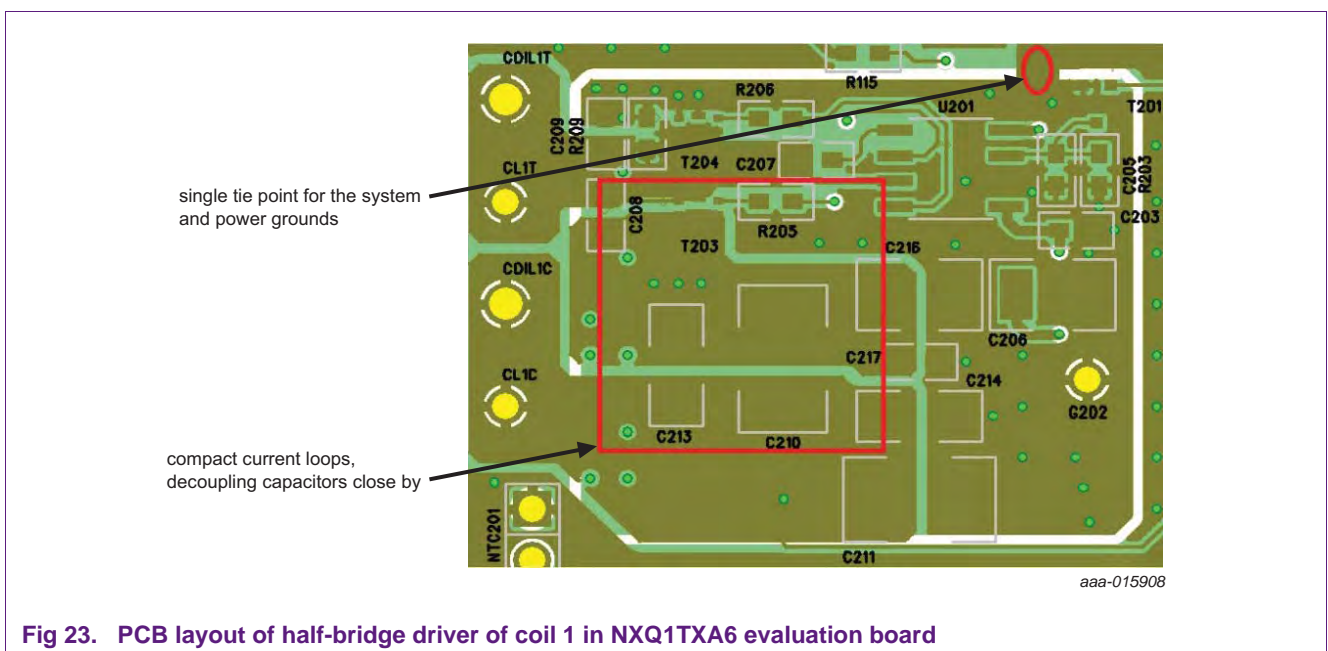 COIL1T
R115
U201
T201
R206
C209
R209
T204
C207
CL1T
C205
R203
C208
R205
C203
T203
C216
COIL1C
C206
C217
C214
CL1C
G202
C213
C210
NTC201
C211
single tie point for the system
and power grounds
compact current loops,
decoupling capacitors close by
aaa-015908
Fig 23. PCB layout of half-bridge driver of coil 1 in NXQ1TXA6 evaluation board